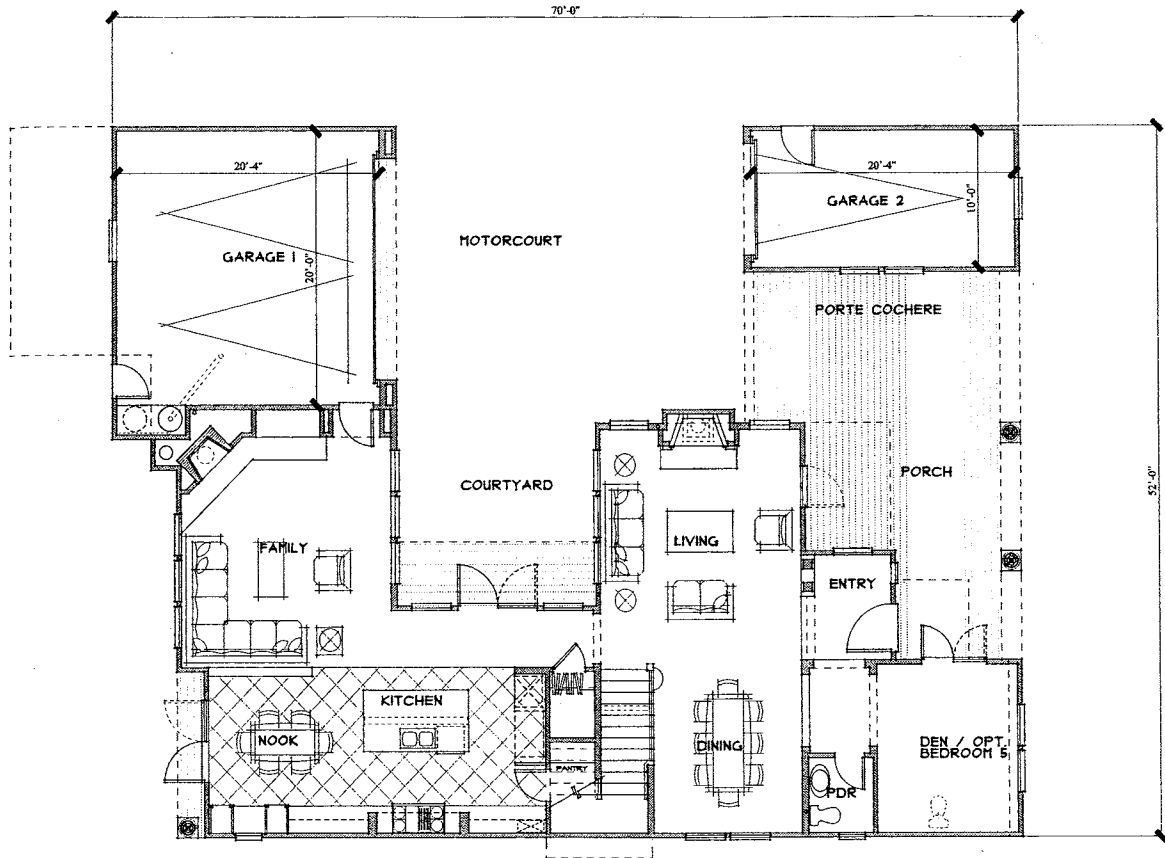 70'-0"
20'-4"
20'-4"
GARAGE 2
10'-0"
MOTORCOURT
GARAGE 1
20'-0"
PORTE COCHERE
PORCH
COURTYARD
52'-0"
LIVING
FAMILY
ENTRY
KITCHEN
NOOK
DINING
DEN / OPT.
BEDROOM 5
PANTRY
PDR